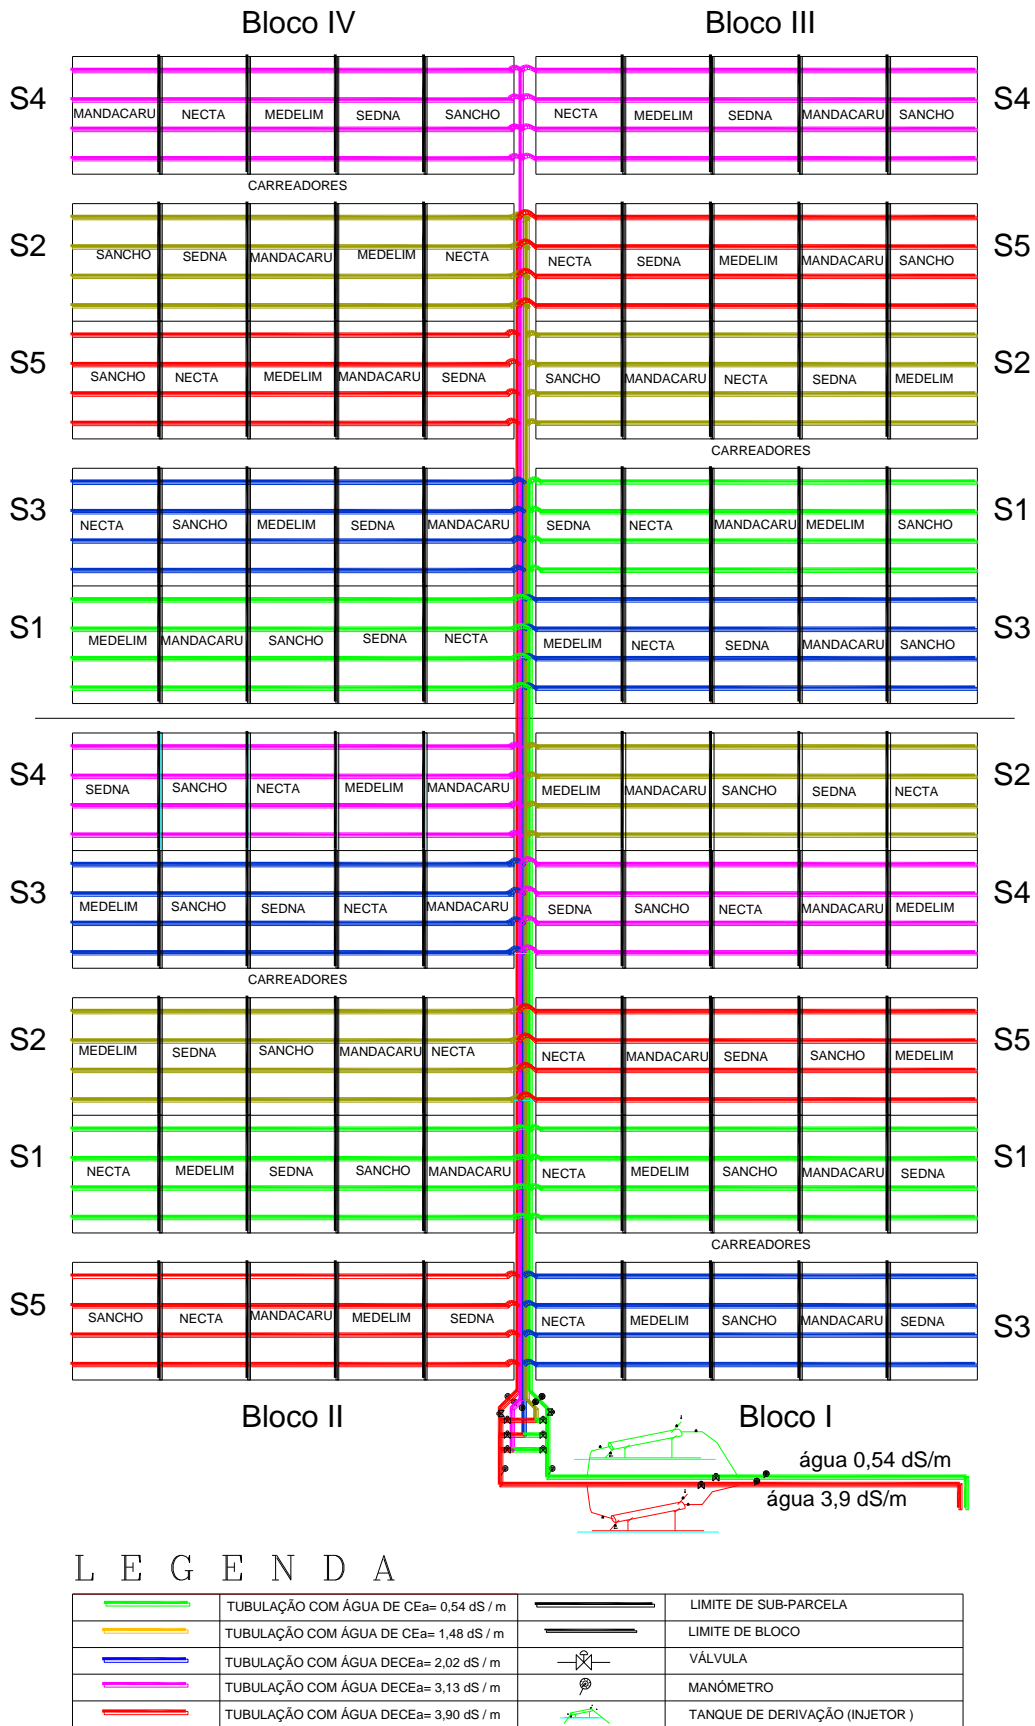 Bloco IV Bloco III
S4 MANDACARU NECTA MEDELIM SEDNA SANCHO NECTA MEDELIM SEDNA MANDACARU SANCHO S4
CARREADORES
S2 SANCHO SEDNA MANDACARU MEDELIM NECTA NECTA SEDNA MEDELIM MANDACARU SANCHO S5
S5 SANCHO NECTA MEDELIM MANDACARU SEDNA SANCHO MANDACARU NECTA SEDNA MEDELIM S2
CARREADORES
S3 NECTA SANCHO MEDELIM SEDNA MANDACARU SEDNA NECTA MANDACARU MEDELIM SANCHO S1
S1 MEDELIM MANDACARU SANCHO SEDNA NECTA MEDELIM NECTA SEDNA MANDACARU SANCHO S3
S4 SEDNA SANCHO NECTA MEDELIM MANDACARU MEDELIM MANDACARU SANCHO SEDNA NECTA S2
S3 MEDELIM SANCHO SEDNA NECTA MANDACARU SEDNA SANCHO NECTA MANDACARU MEDELIM S4
CARREADORES
S2 MEDELIM SEDNA SANCHO MANDACARU NECTA NECTA MANDACARU SEDNA SANCHO MEDELIM S5
S1 NECTA MEDELIM SEDNA SANCHO MANDACARU NECTA MEDELIM SANCHO MANDACARU SEDNA S1
CARREADORES
S5 SANCHO NECTA MANDACARU MEDELIM SEDNA NECTA MEDELIM SANCHO MANDACARU SEDNA S3
Bloco II Bloco I
água 0,54 dS/m
água 3,9 dS/m
LEGENDA
TUBULAÇÃO COM ÁGUA DE CEa= 0,54 dS / m LIMITE DE SUB-PARCELA
TUBULAÇÃO COM ÁGUA DE CEa= 1,48 dS / m LIMITE DE BLOCO
TUBULAÇÃO COM ÁGUA DECEa= 2,02 dS / m VÁLVULA
TUBULAÇÃO COM ÁGUA DECEa= 3,13 dS / m MANÓMETRO
TUBULAÇÃO COM ÁGUA DECEa= 3,90 dS / m TANQUE DE DERIVAÇÃO (INJETOR )